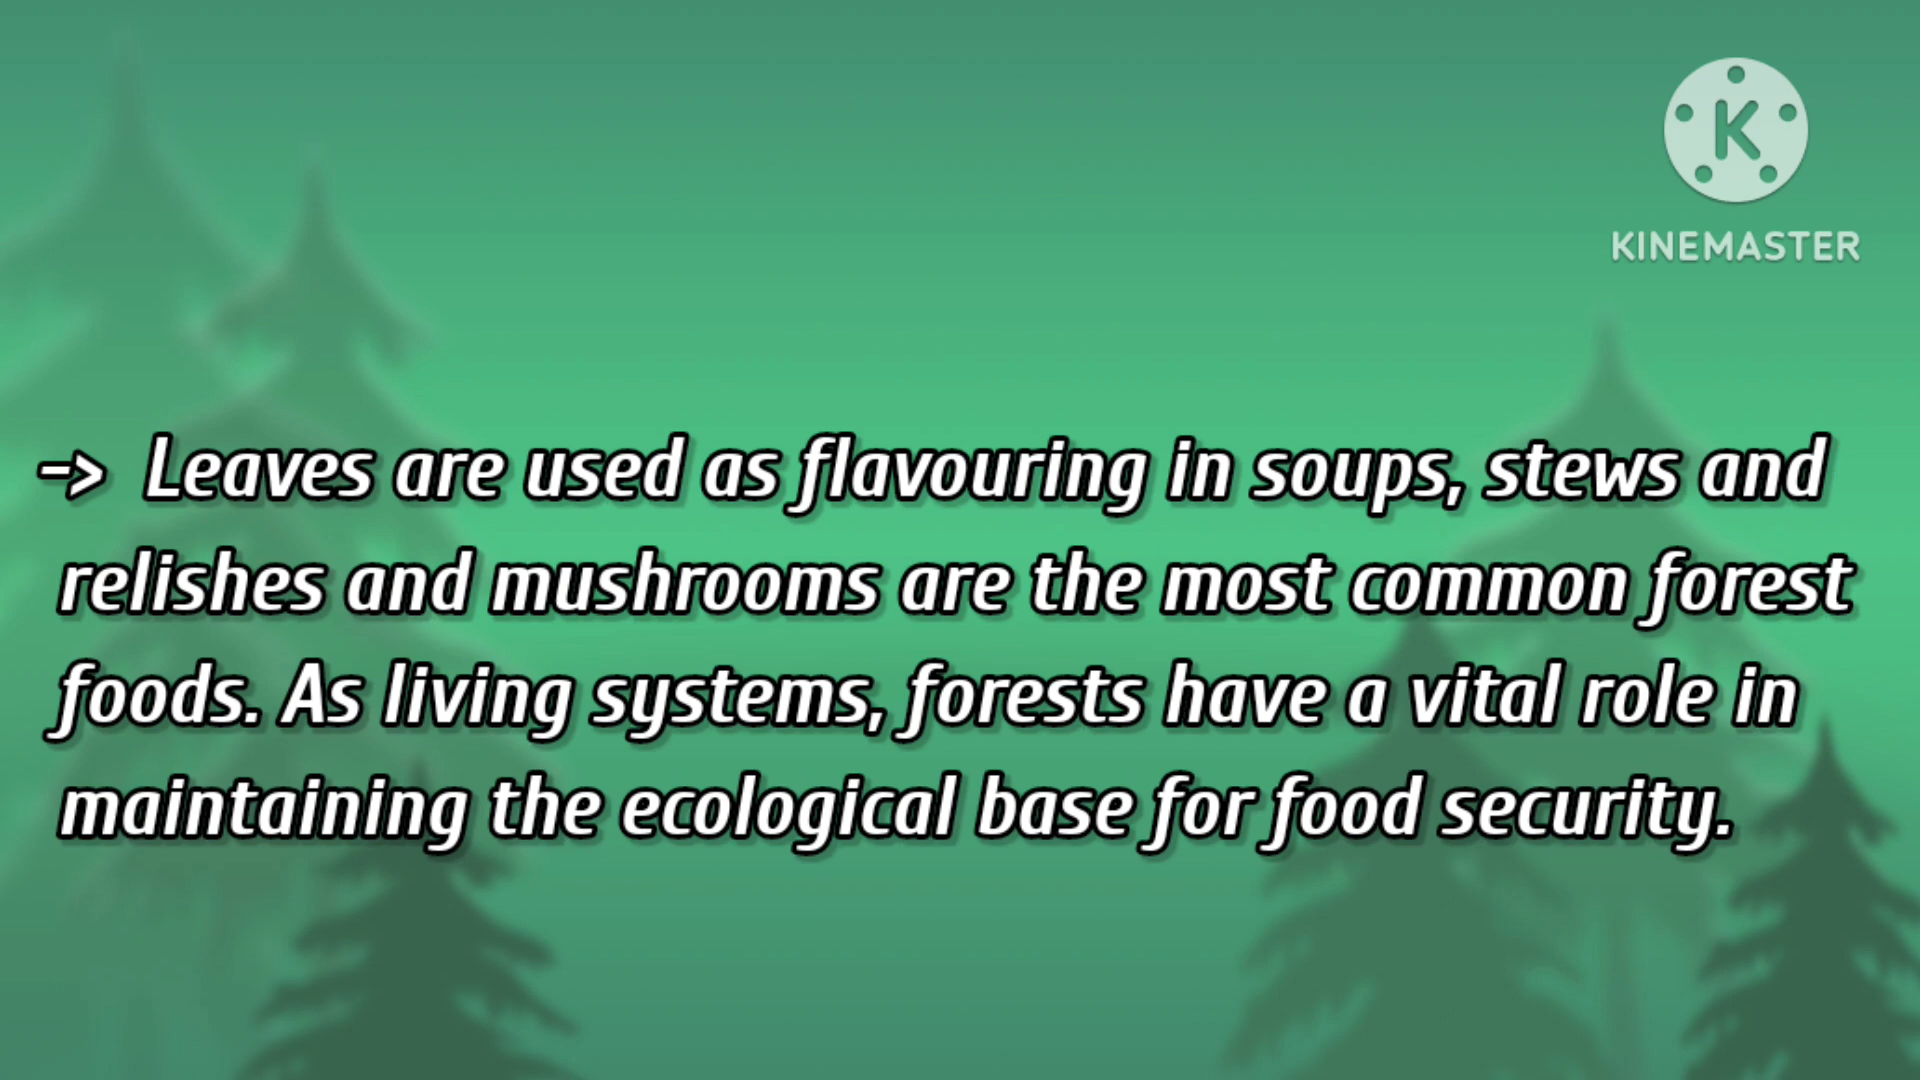 K
KINEMASTER
-> Leaves are used as flavouring in soups, stews and
relishes and mushrooms are the most common forest
foods. As living systems, forests have a vital role in
maintaining the ecological base for food security.